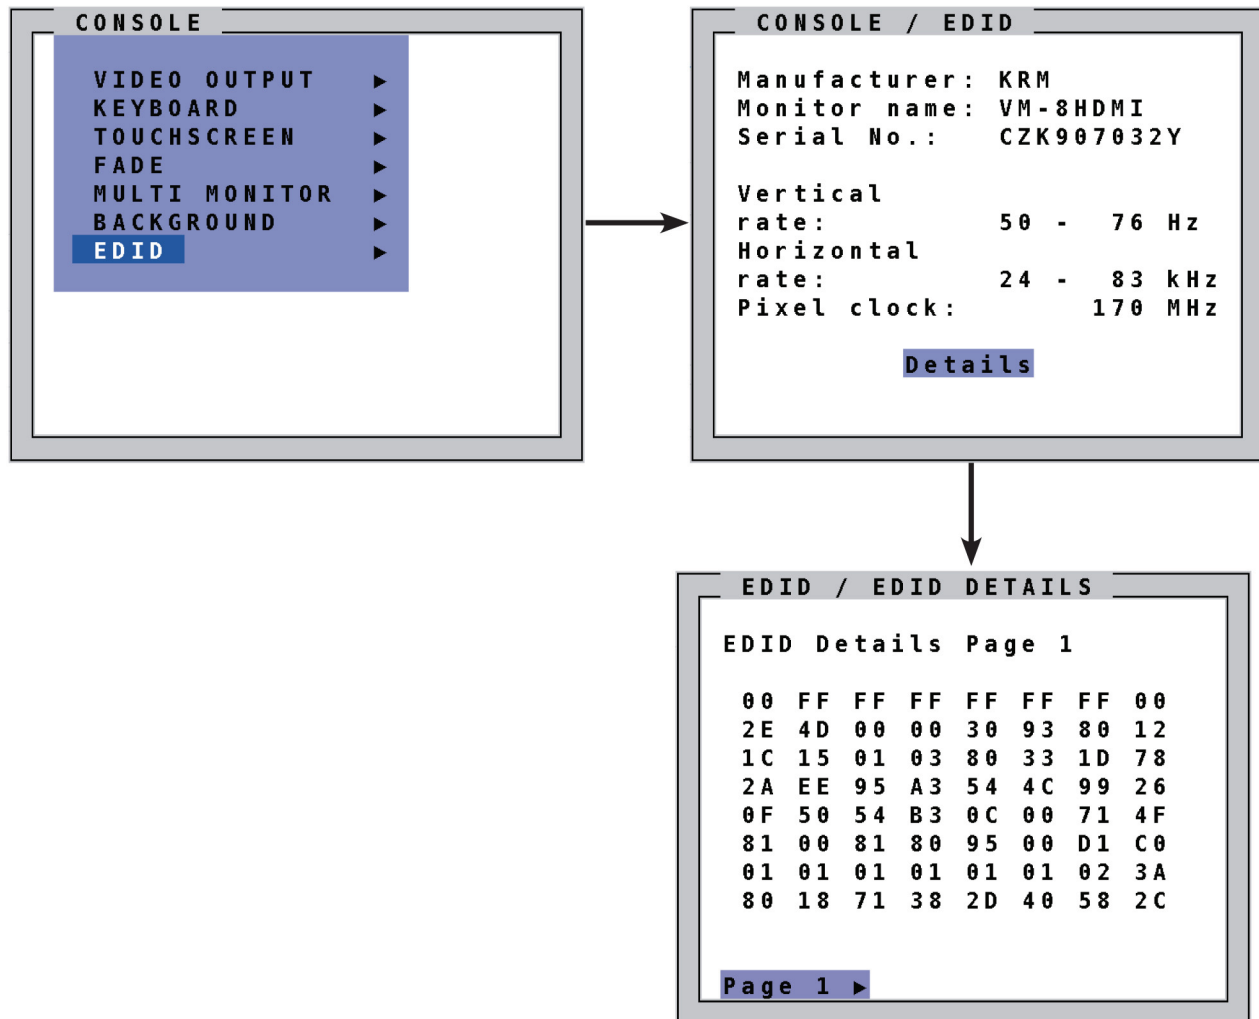 CONSOLE
VIDEO OUTPUT ▶
KEYBOARD ▶
TOUCHSCREEN ▶
FADE ▶
MULTI MONITOR ▶
BACKGROUND ▶
EDID ▶
CONSOLE / EDID
Manufacturer: KRM
Monitor name: VM-8HDMI
Serial No.: CZK907032Y
Vertical
rate: 50 - 76 Hz
Horizontal
rate: 24 - 83 kHz
Pixel clock: 170 MHz
Details
EDID / EDID DETAILS
EDID Details Page 1
00 FF FF FF FF FF FF 00
2E 4D 00 00 30 93 80 12
1C 15 01 03 80 33 1D 78
2A EE 95 A3 54 4C 99 26
0F 50 54 B3 0C 00 71 4F
81 00 81 80 95 00 D1 C0
01 01 01 01 01 01 02 3A
80 18 71 38 2D 40 58 2C
Page 1 ▶